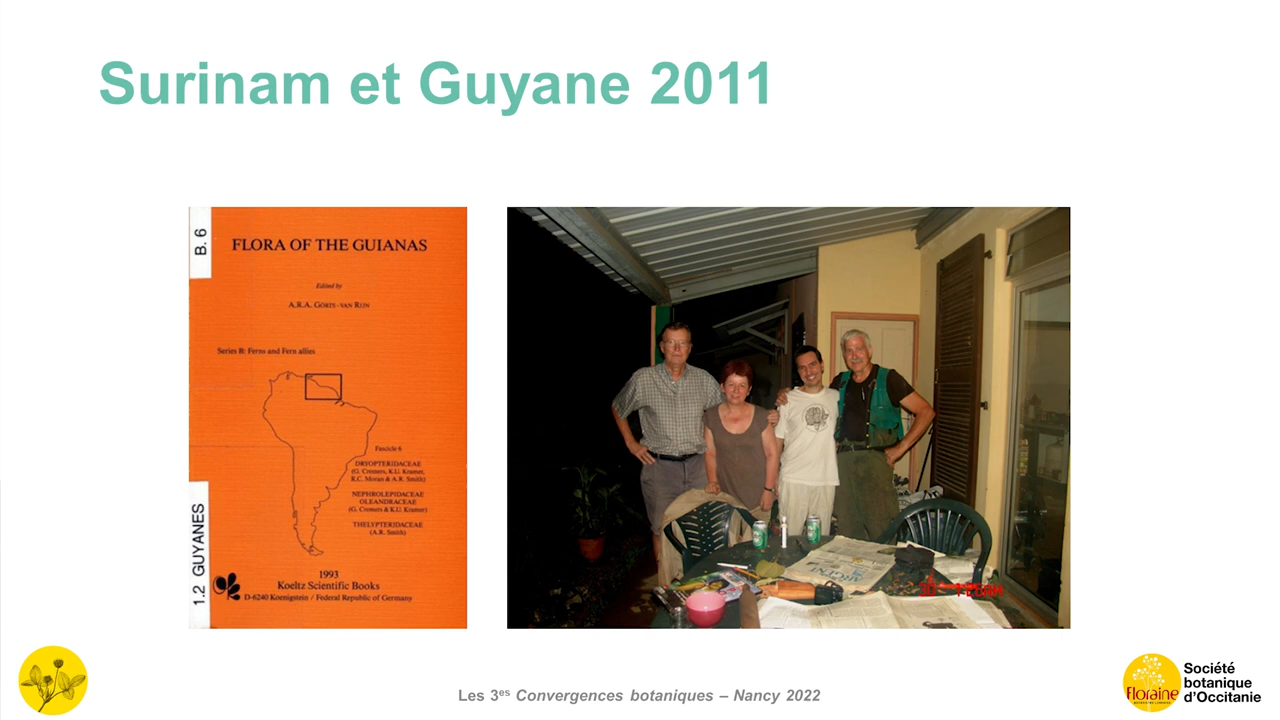 Surinam et Guyane 2011
B. 6
FLORA OF THE GUIANAS
Edited by
A.R.A. GÖRTS-VAN RIJN
Series B: Ferns and Fern allies
Fascicle 6
DRYOPTERIDACEAE
(G. Cremers, K.U. Kramer,
R.C. Moran & A.R. Smith)
NEPHROLEPIDACEAE
OLEANDRACEAE
(G. Cremers & K.U. Kramer)
THELYPTERIDACEAE
(A.R. Smith)
1993
Koeltz Scientific Books
D-6240 Koenigstein / Federal Republic of Germany
1.2 GUYANES
ARGENT
Les 3es Convergences botaniques – Nancy 2022
Floraine
Société
botanique
d'Occitanie